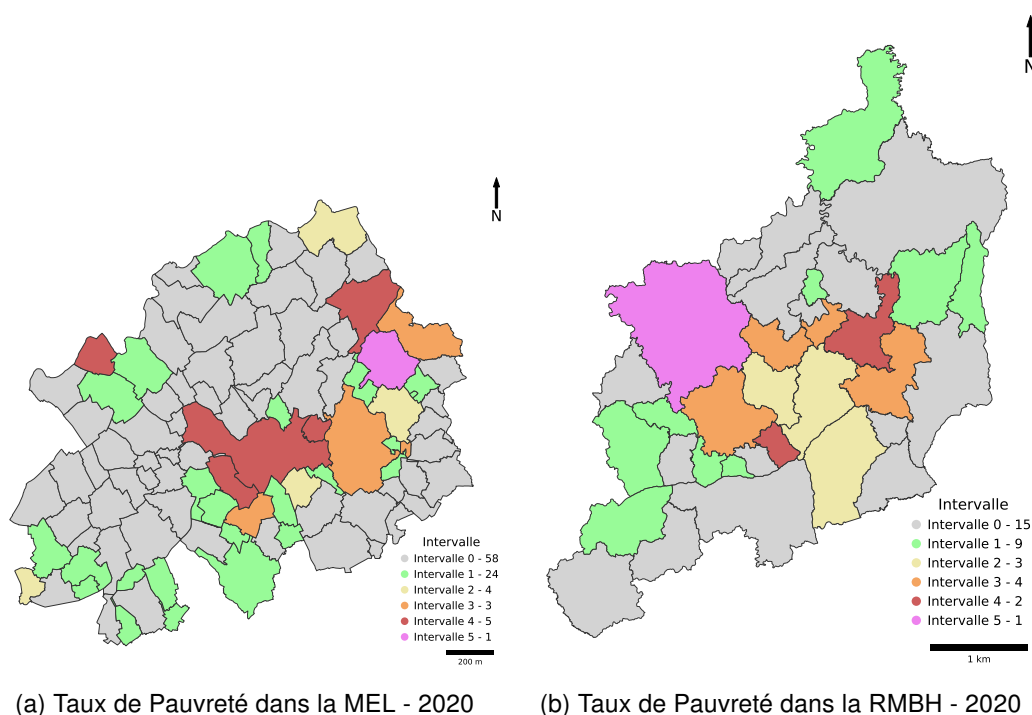 N
Intervalle
Intervalle 0 - 58
Intervalle 1 - 24
Intervalle 2 - 4
Intervalle 3 - 3
Intervalle 4 - 5
Intervalle 5 - 1
200 m
(a) Taux de Pauvreté dans la MEL - 2020
N
Intervalle
Intervalle 0 - 15
Intervalle 1 - 9
Intervalle 2 - 3
Intervalle 3 - 4
Intervalle 4 - 2
Intervalle 5 - 1
1 km
(b) Taux de Pauvreté dans la RMBH - 2020